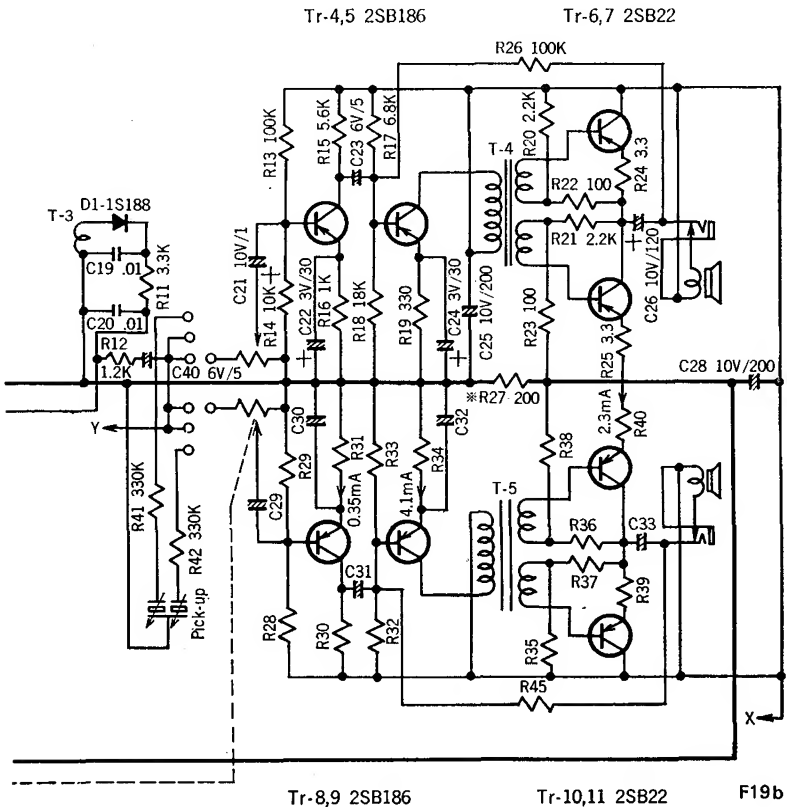 Tr-4,5 2SB186
Tr-6,7 2SB22
R26 100K
R13 100K
R15 5.6K
C23 6V/5
R17 6.8K
R20 2.2K
T-4
R24 3.3
R22 100
D1-1S188
T-3
C19 .01
R11 3.3K
C20 .01
C21 10V/1
+
R14 10K
C22 3V/30
+
R16 1K
R18 18K
R19 330
C24 3V/30
+
C25 10V/200
R21 2.2K
+
R23 100
C26 10V/120
R25 3.3
R12
1.2K
C40 6V/5
※R27 200
C28 10V/200
Y
C30
C32
2.3mA
R40
R29
R31
R33
R34
R38
R41 330K
R42 330K
C29
0.35mA
4.1mA
T-5
R36
C33
R37
R39
C31
Pick-up
R28
R30
R32
R35
R45
X
Tr-8,9 2SB186
Tr-10,11 2SB22
F19b